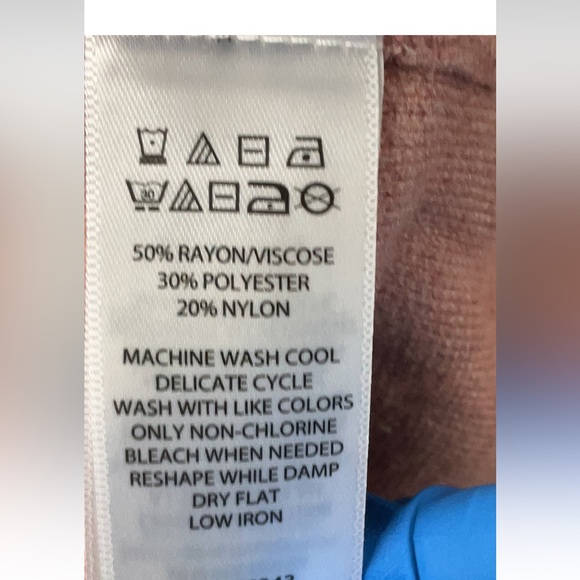 30
50% RAYON/VISCOSE
30% POLYESTER
20% NYLON
MACHINE WASH COOL
DELICATE CYCLE
WASH WITH LIKE COLORS
ONLY NON-CHLORINE
BLEACH WHEN NEEDED
RESHAPE WHILE DAMP
DRY FLAT
LOW IRON